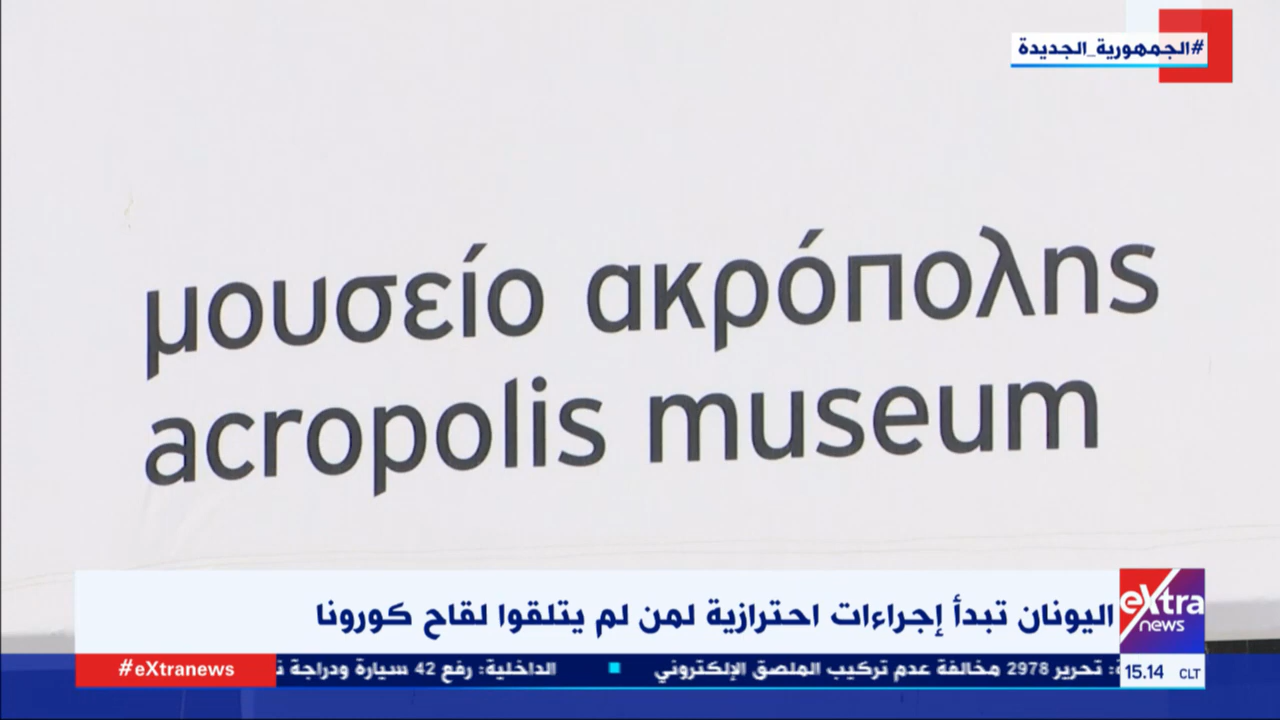 #الجمهورية_الجديدة
μουσείο ακρόπολης
acropolis museum
اليونان تبدأ إجراءات احترازية لمن لم يتلقوا لقاح كورونا
eXtra
news
تحرير 2978 مخالفة عدم تركيب الملصق الإلكتروني ■ الداخلية: رفع 42 سيارة ودراجة
#eXtranews
15.14 CLT